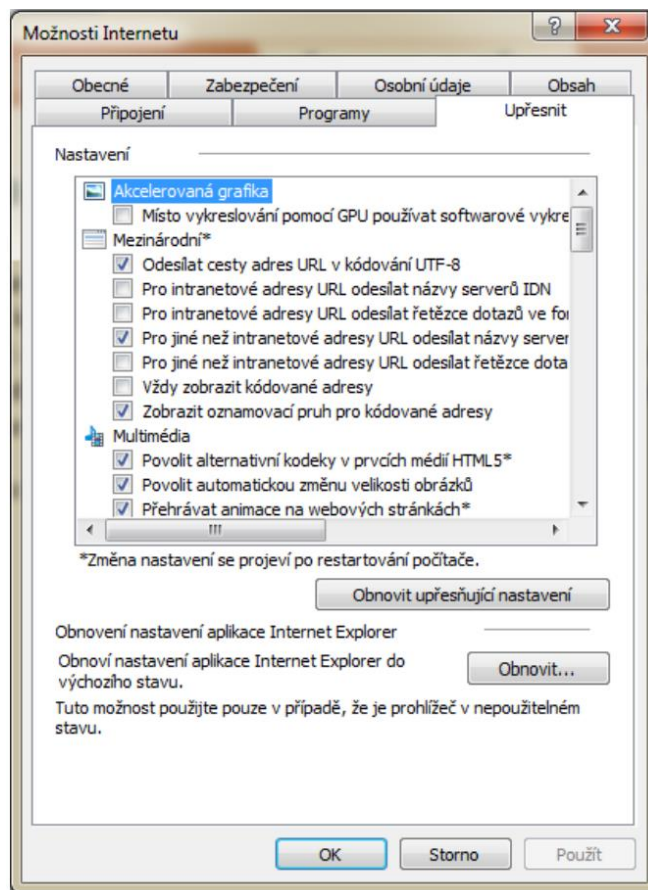 Možnosti Internetu
Obecné Zabezpečení Osobní údaje Obsah
Připojení Programy Upřesnit
Nastavení
Akcelerovaná grafika
Místo vykreslování pomocí GPU používat softwarové vykre
Mezinárodní*
Odesílat cesty adres URL v kódování UTF-8
Pro intranetové adresy URL odesílat názvy serverů IDN
Pro intranetové adresy URL odesílat řetězce dotazů ve for
Pro jiné než intranetové adresy URL odesílat názvy server
Pro jiné než intranetové adresy URL odesílat řetězce dota
Vždy zobrazit kódované adresy
Zobrazit oznamovací pruh pro kódované adresy
Multimédia
Povolit alternativní kodeky v prvcích médií HTML5*
Povolit automatickou změnu velikosti obrázků
Přehrávat animace na webových stránkách*
*Změna nastavení se projeví po restartování počítače.
Obnovit upřesňující nastavení
Obnovení nastavení aplikace Internet Explorer
Obnoví nastavení aplikace Internet Explorer do
výchozího stavu.
Obnovit...
Tuto možnost použijte pouze v případě, že je prohlížeč v nepoužitelném
stavu.
OK Storno Použít